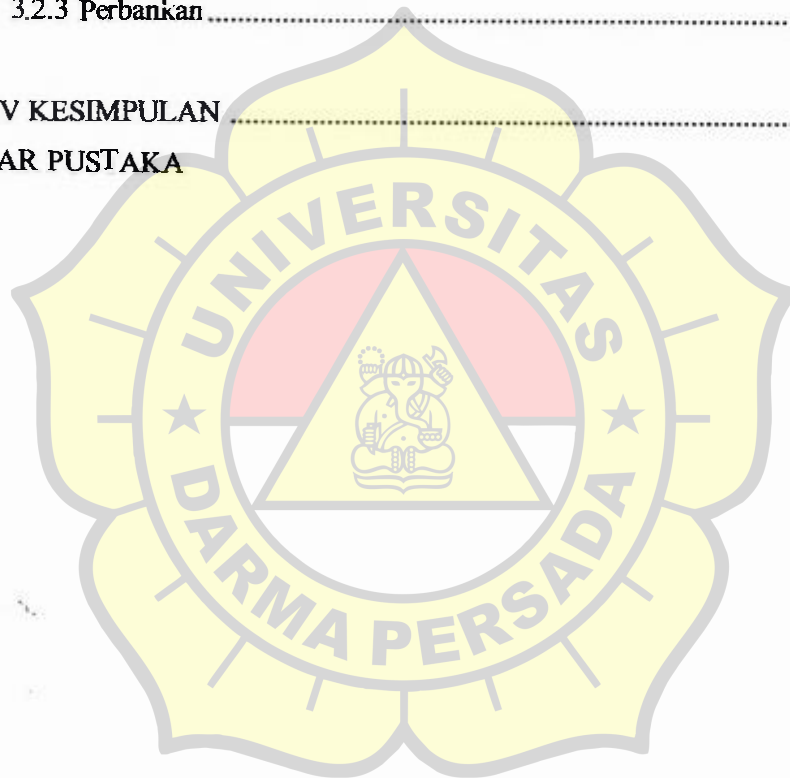 3.2.3 Perbankan ........................................................................
V KESIMPULAN ........................................................................
AR PUSTAKA
UNIVERSITAS
DARMA PERSADA